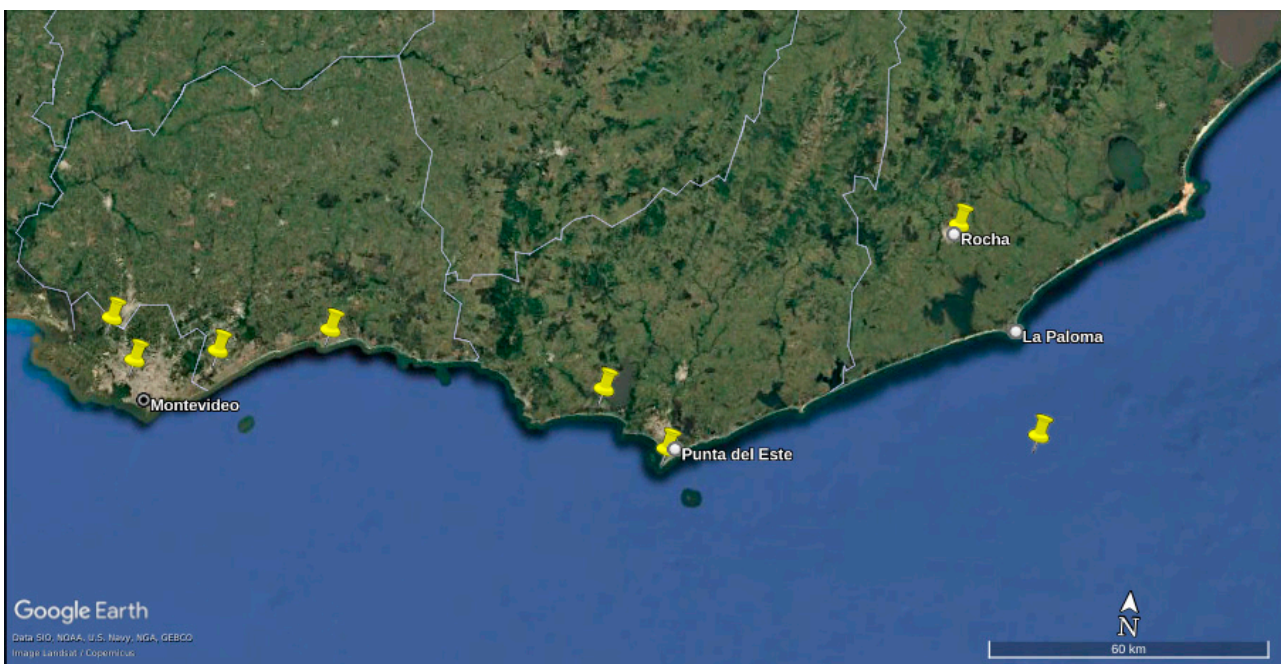 Rocha
La Paloma
Montevideo
Punta del Este
Google Earth
Data SIO, NOAA, U.S. Navy, NGA, GEBCO
Image Landsat / Copernicus
N
60 km